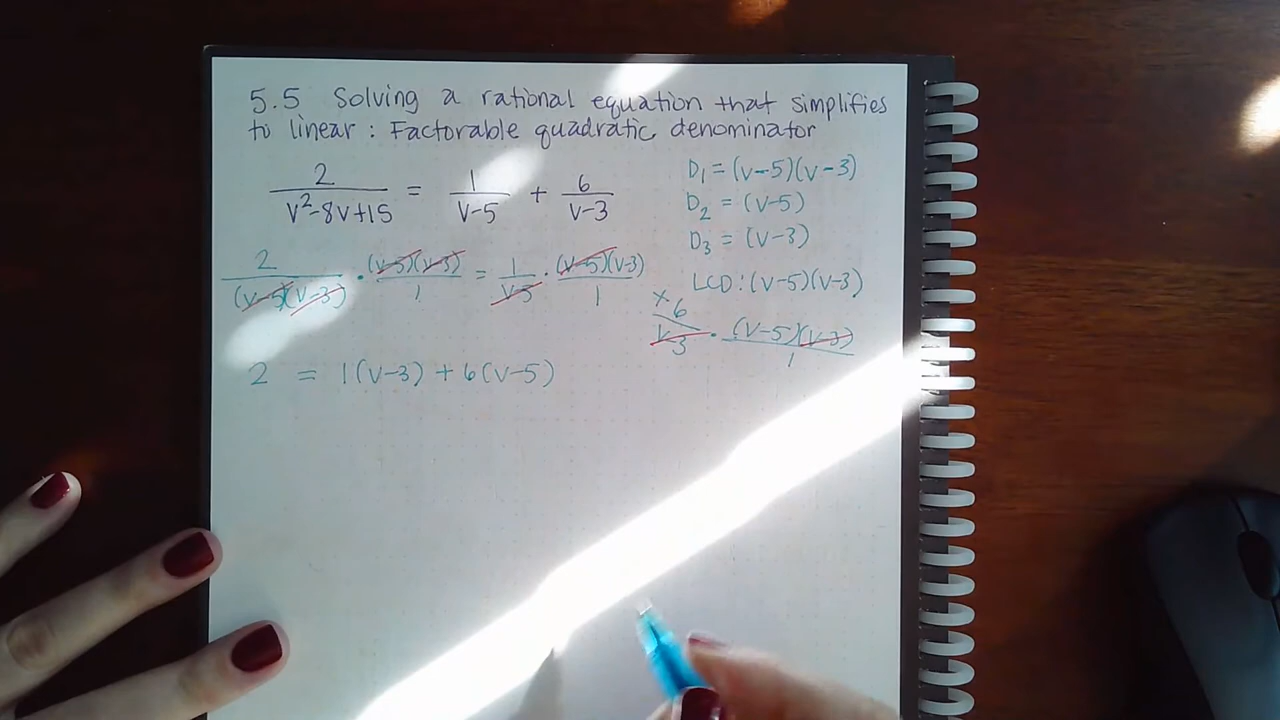 5.5 Solving a rational equation that simplifies
to linear : Factorable quadratic denominator
2/(v²-8v+15) = 1/(v-5) + 6/(v-3)
D₁ = (v-5)(v-3)
D₂ = (v-5)
D₃ = (v-3)
LCD: (v-5)(v-3)
2/((v-5)(v-3)) · (v-5)(v-3)/1 = 1/(v-5) · (v-5)(v-3)/1
+ 6/(v-3) · (v-5)(v-3)/1
2 = 1(v-3) + 6(v-5)